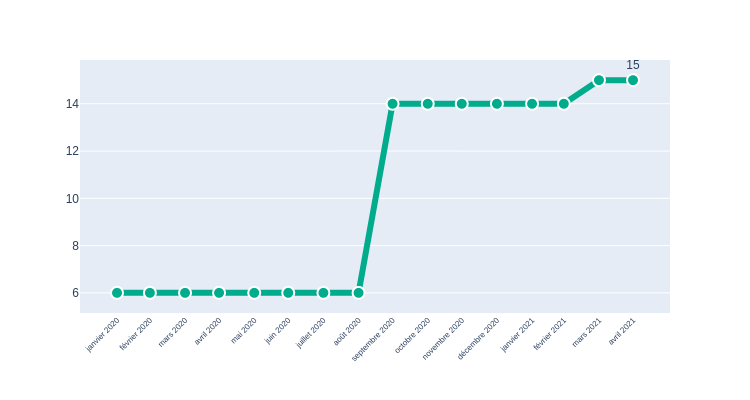 15
14
12
10
8
6
janvier 2020
février 2020
mars 2020
avril 2020
mai 2020
juin 2020
juillet 2020
août 2020
septembre 2020
octobre 2020
novembre 2020
décembre 2020
janvier 2021
février 2021
mars 2021
avril 2021